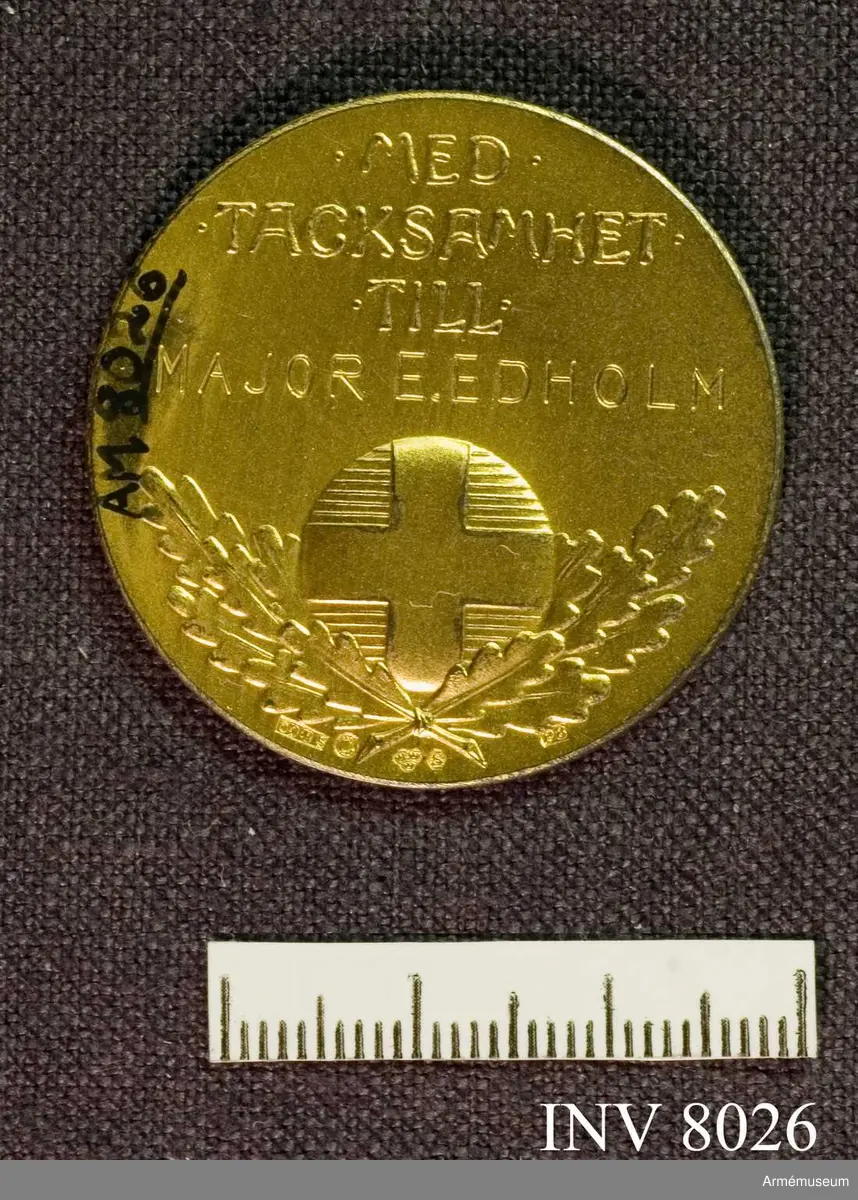 · MED ·
· TACKSAMHET ·
· TILL ·
MAJOR E. EDHOLM
AM 8026
INV 8026
Armémuseum